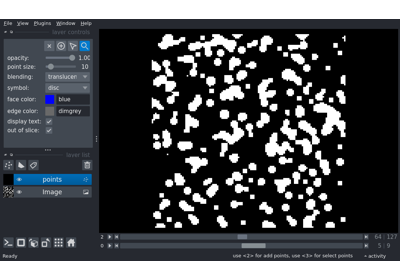 File View Plugins Window Help
layer controls
opacity: 1.00
point size: 10
blending: translucen
symbol: disc
face color: blue
edge color: dimgrey
display text:
out of slice:
layer list
points
Image
2 64 127
0 5 9
Ready use <2> for add points, use <3> for select points activity